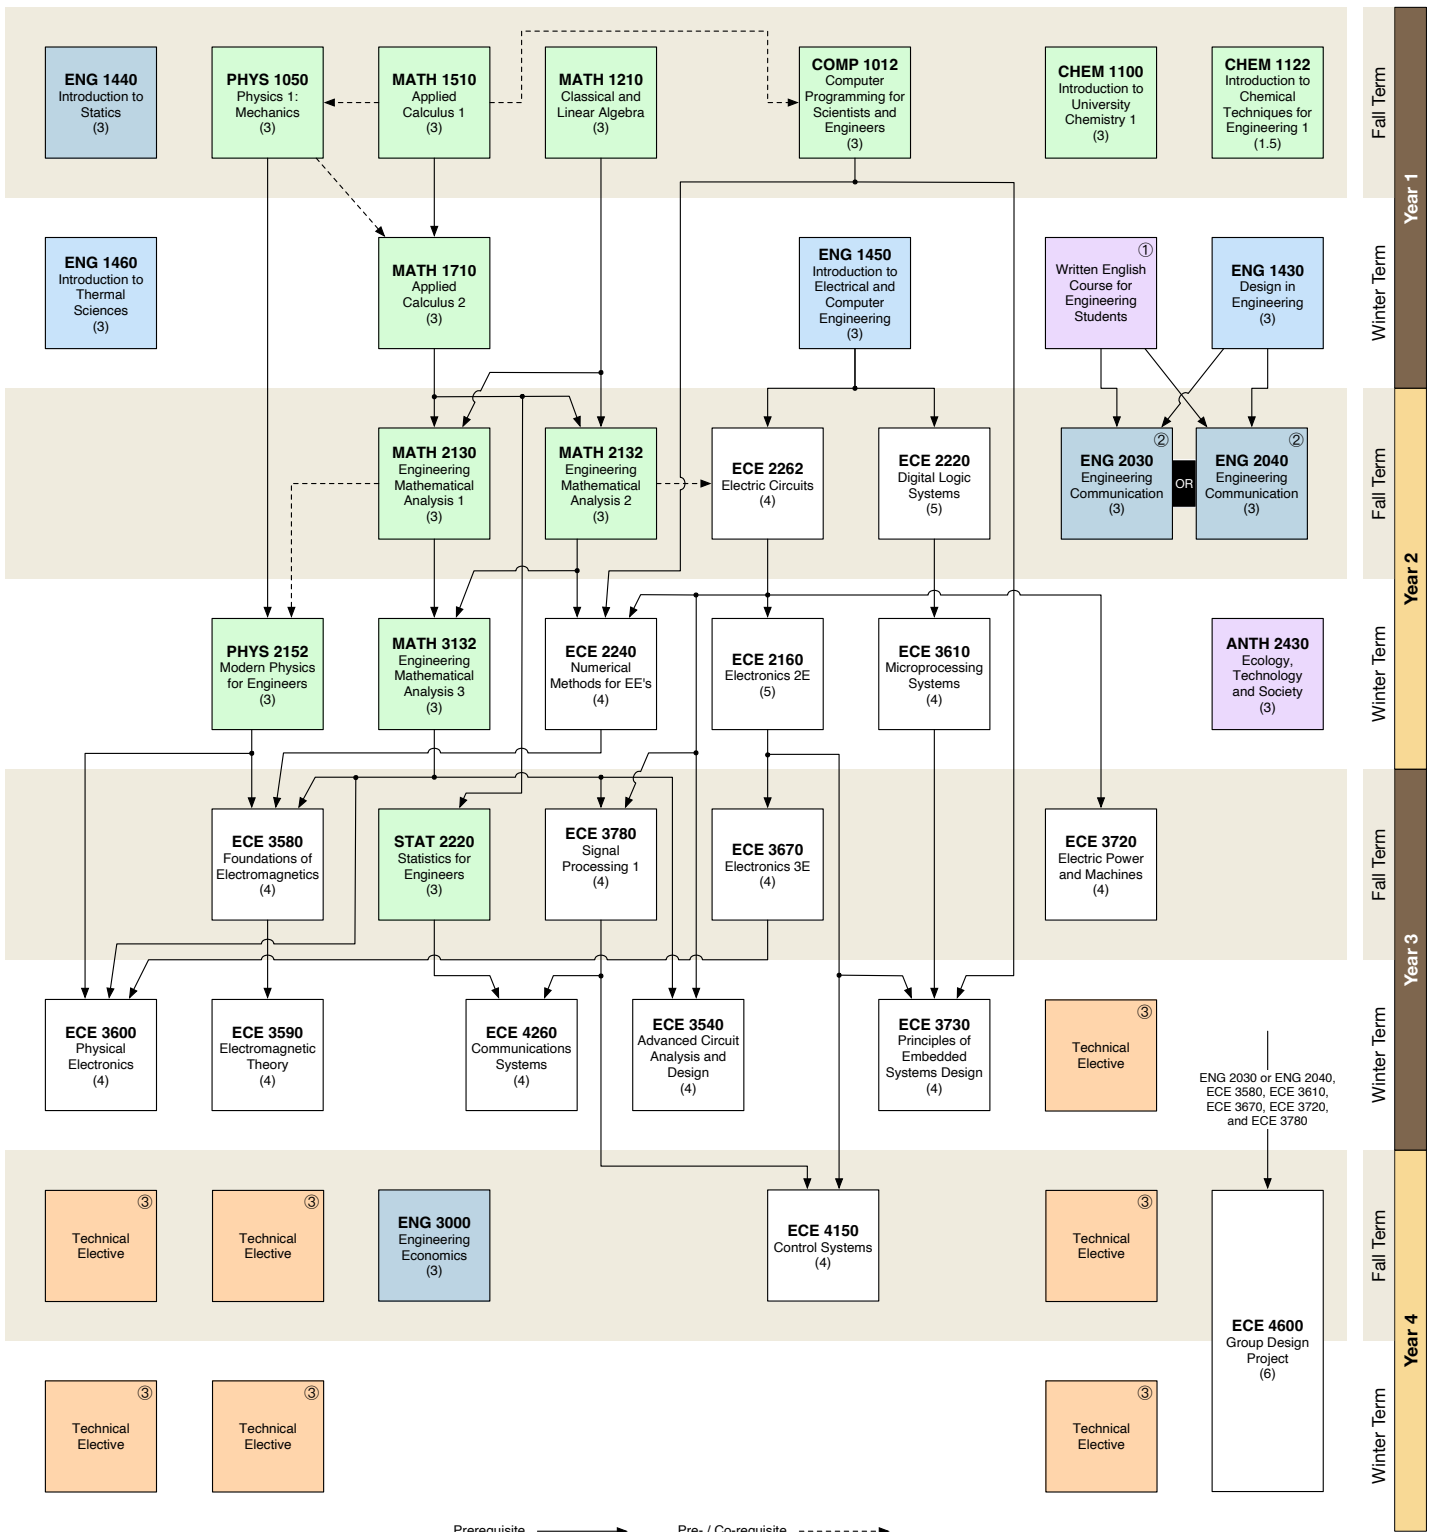 ENG 1440
Introduction to
Statics
(3)
PHYS 1050
Physics 1:
Mechanics
(3)
MATH 1510
Applied
Calculus 1
(3)
MATH 1210
Classical and
Linear Algebra
(3)
COMP 1012
Computer
Programming for
Scientists and
Engineers
(3)
CHEM 1100
Introduction to
University
Chemistry 1
(3)
CHEM 1122
Introduction to
Chemical
Techniques for
Engineering 1
(1.5)
Fall Term
Year 1
ENG 1460
Introduction to
Thermal
Sciences
(3)
MATH 1710
Applied
Calculus 2
(3)
ENG 1450
Introduction to
Electrical and
Computer
Engineering
(3)
①
Written English
Course for
Engineering
Students
ENG 1430
Design in
Engineering
(3)
Winter Term
MATH 2130
Engineering
Mathematical
Analysis 1
(3)
MATH 2132
Engineering
Mathematical
Analysis 2
(3)
ECE 2262
Electric Circuits
(4)
ECE 2220
Digital Logic
Systems
(5)
②
ENG 2030
Engineering
Communication
(3)
OR
②
ENG 2040
Engineering
Communication
(3)
Fall Term
Year 2
PHYS 2152
Modern Physics
for Engineers
(3)
MATH 3132
Engineering
Mathematical
Analysis 3
(3)
ECE 2240
Numerical
Methods for EE's
(4)
ECE 2160
Electronics 2E
(5)
ECE 3610
Microprocessing
Systems
(4)
ANTH 2430
Ecology,
Technology
and Society
(3)
Winter Term
ECE 3580
Foundations of
Electromagnetics
(4)
STAT 2220
Statistics for
Engineers
(3)
ECE 3780
Signal
Processing 1
(4)
ECE 3670
Electronics 3E
(4)
ECE 3720
Electric Power
and Machines
(4)
Fall Term
Year 3
ECE 3600
Physical
Electronics
(4)
ECE 3590
Electromagnetic
Theory
(4)
ECE 4260
Communications
Systems
(4)
ECE 3540
Advanced Circuit
Analysis and
Design
(4)
ECE 3730
Principles of
Embedded
Systems Design
(4)
③
Technical
Elective
ENG 2030 or ENG 2040,
ECE 3580, ECE 3610,
ECE 3670, ECE 3720,
and ECE 3780
Winter Term
③
Technical
Elective
③
Technical
Elective
ENG 3000
Engineering
Economics
(3)
ECE 4150
Control Systems
(4)
③
Technical
Elective
ECE 4600
Group Design
Project
(6)
Fall Term
Year 4
③
Technical
Elective
③
Technical
Elective
③
Technical
Elective
Winter Term
Prerequisite
Pre- / Co-requisite